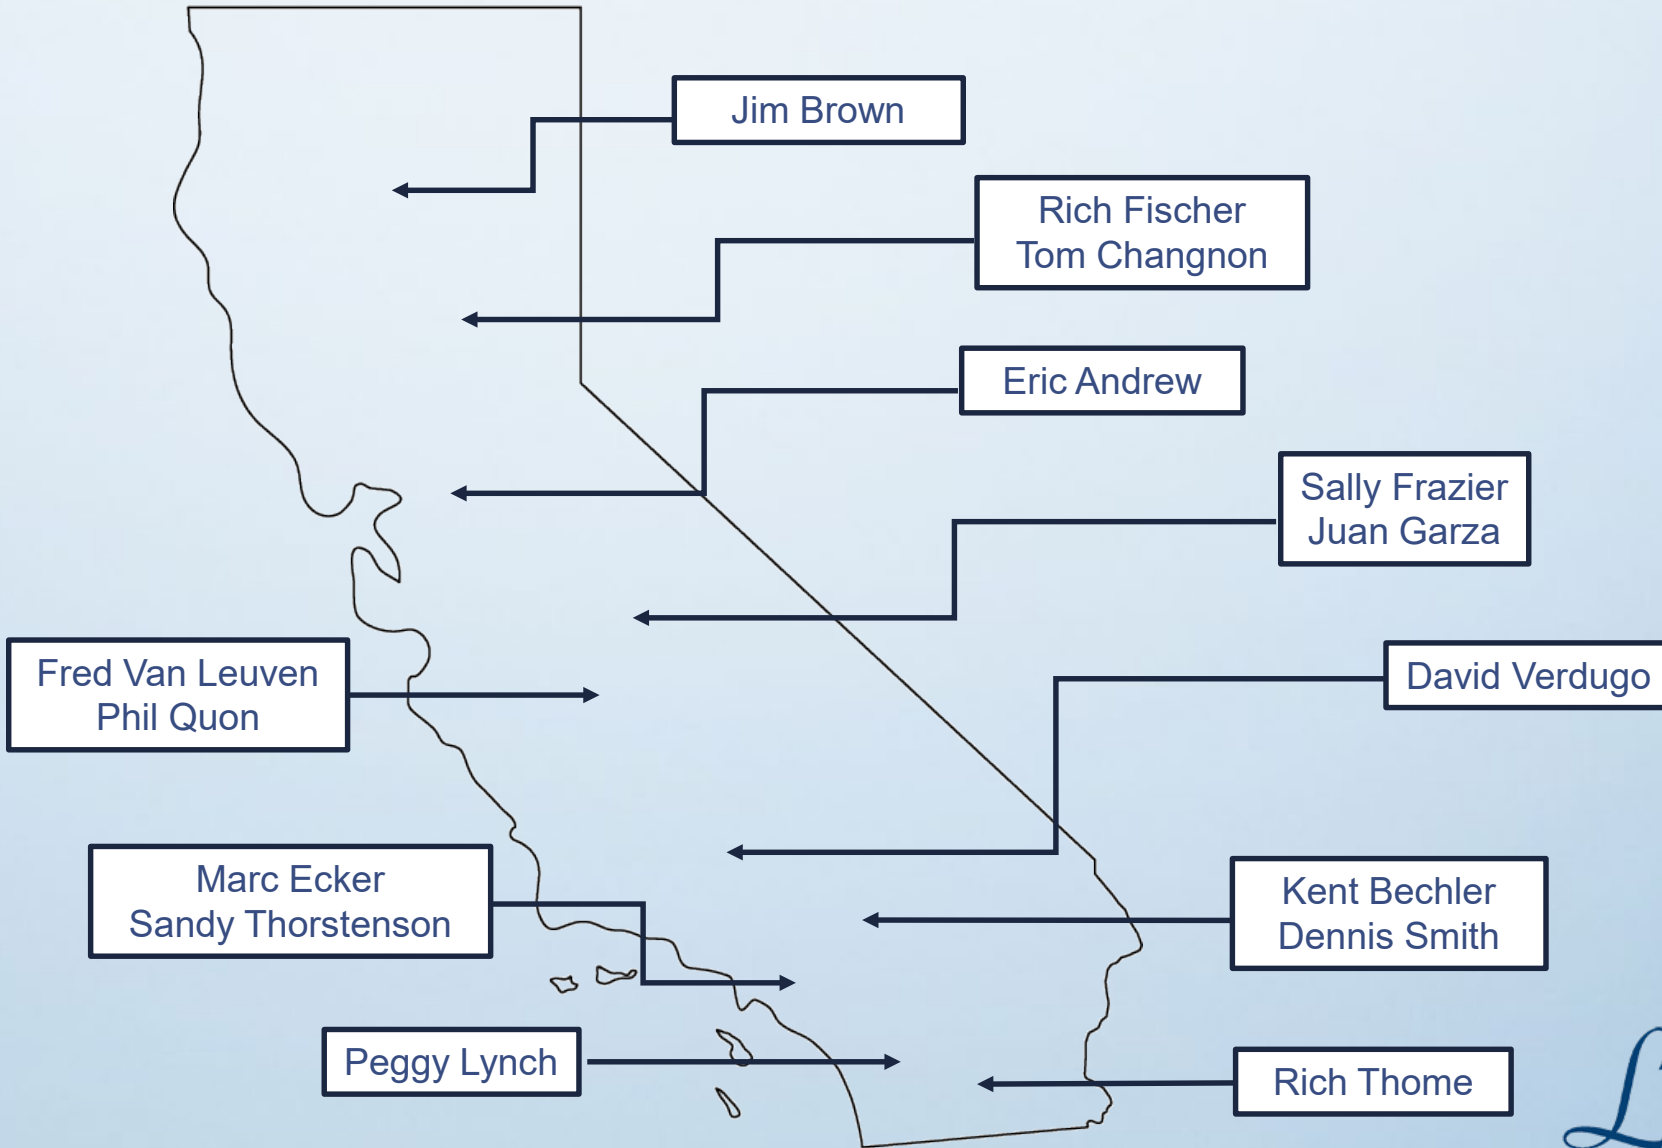 Jim Brown
Rich Fischer
Tom Changnon
Eric Andrew
Sally Frazier
Juan Garza
Fred Van Leuven
Phil Quon
David Verdugo
Marc Ecker
Sandy Thorstenson
Kent Bechler
Dennis Smith
Peggy Lynch
Rich Thome